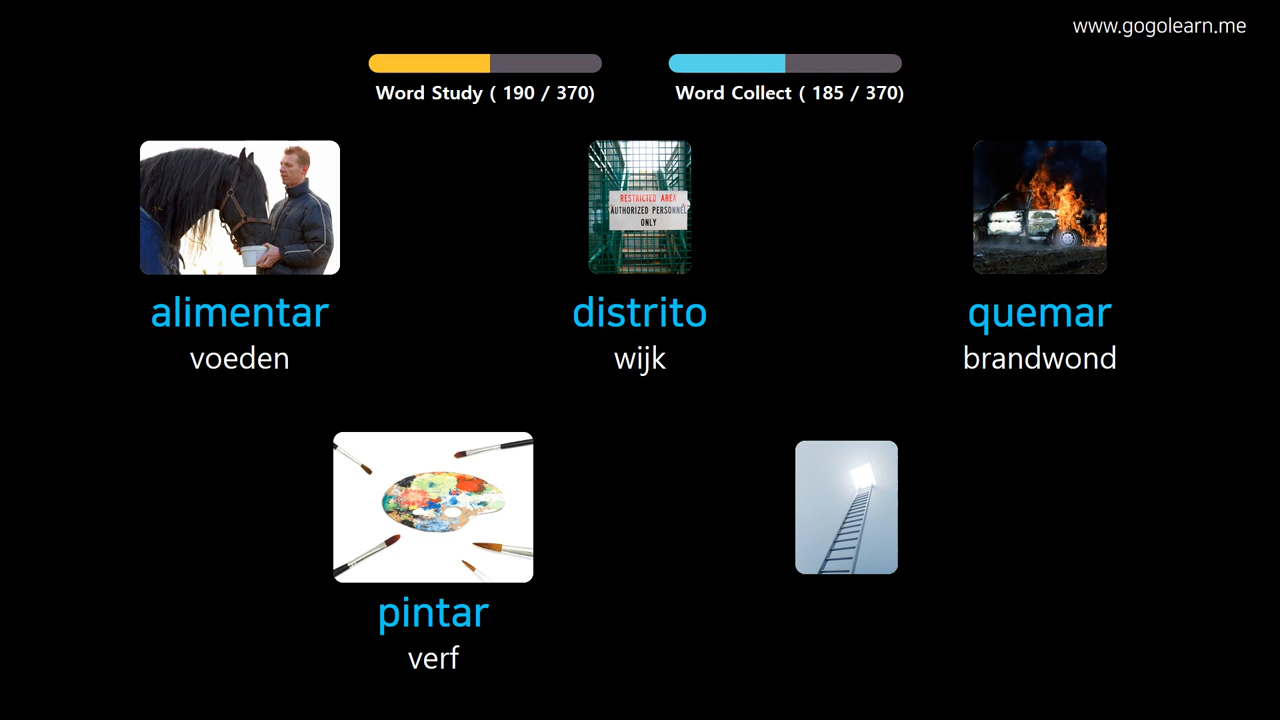 www.gogolearn.me
Word Study ( 190 / 370)
Word Collect ( 185 / 370)
RESTRICTED AREA
AUTHORIZED PERSONNEL
ONLY
alimentar
voeden
distrito
wijk
quemar
brandwond
pintar
verf